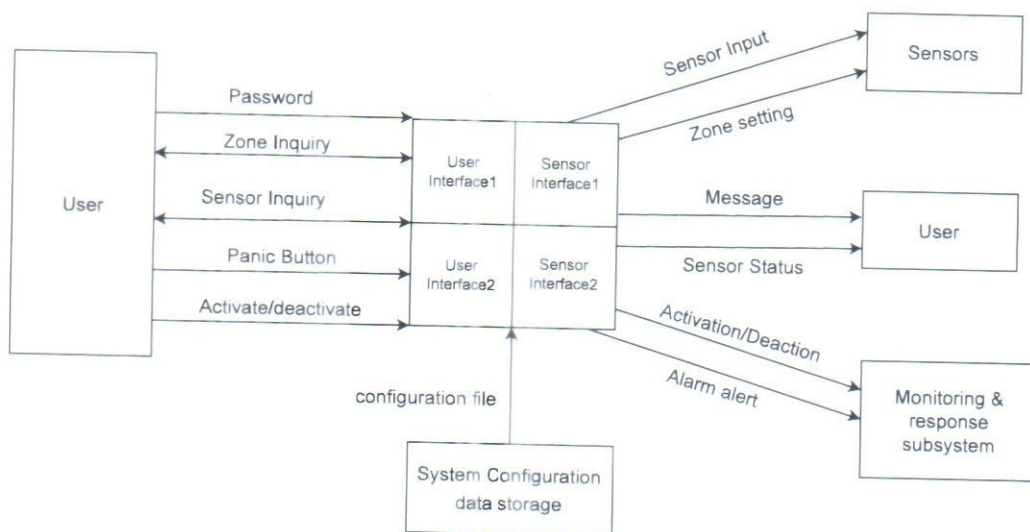 User
Password
Zone Inquiry
Sensor Inquiry
Panic Button
Activate/deactivate
User
Interface1
Sensor
Interface1
User
Interface2
Sensor
Interface2
Sensor Input
Zone setting
Sensors
Message
Sensor Status
User
Activation/Deaction
Alarm alert
Monitoring &
response
subsystem
configuration file
System Configuration
data storage